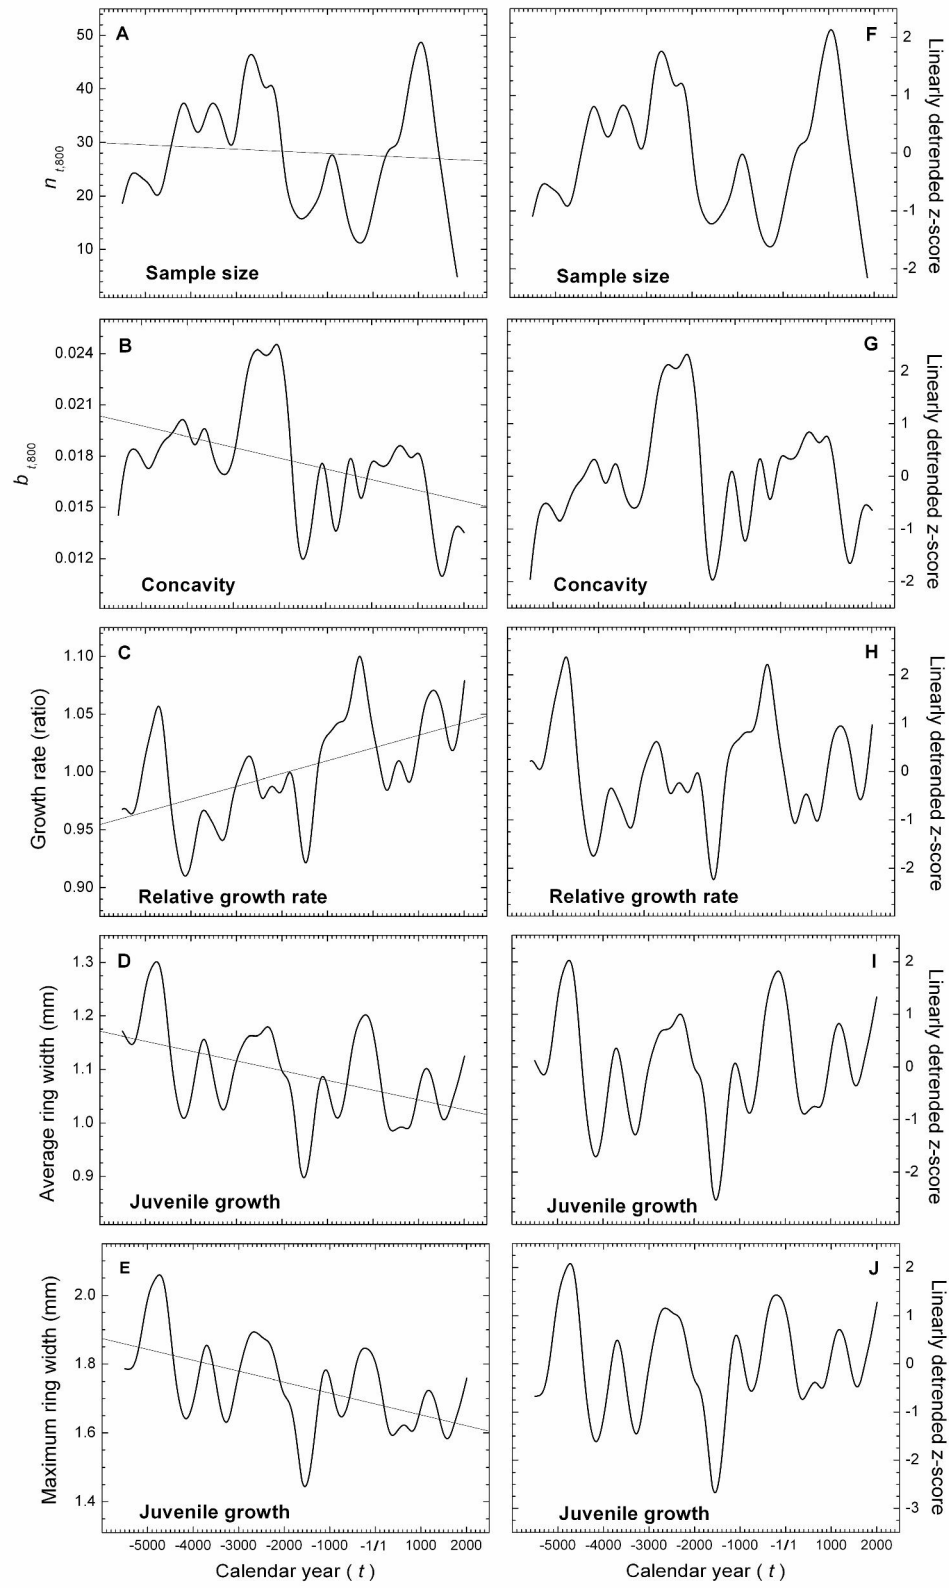 A
50
40
30
20
10
n t,800
Sample size
F
2
1
0
-1
-2
Linearly detrended z-score
Sample size
B
0.024
0.021
0.018
0.015
0.012
b t,800
Concavity
G
2
1
0
-1
-2
Linearly detrended z-score
Concavity
C
1.10
1.05
1.00
0.95
0.90
Growth rate (ratio)
Relative growth rate
H
2
1
0
-1
-2
Linearly detrended z-score
Relative growth rate
D
1.3
1.2
1.1
1.0
0.9
Average ring width (mm)
Juvenile growth
I
2
1
0
-1
-2
Linearly detrended z-score
Juvenile growth
E
2.0
1.8
1.6
1.4
Maximum ring width (mm)
Juvenile growth
-5000 -4000 -3000 -2000 -1000 -1/1 1000 2000
Calendar year ( t )
J
2
1
0
-1
-2
-3
Linearly detrended z-score
Juvenile growth
-5000 -4000 -3000 -2000 -1000 -1/1 1000 2000
Calendar year ( t )